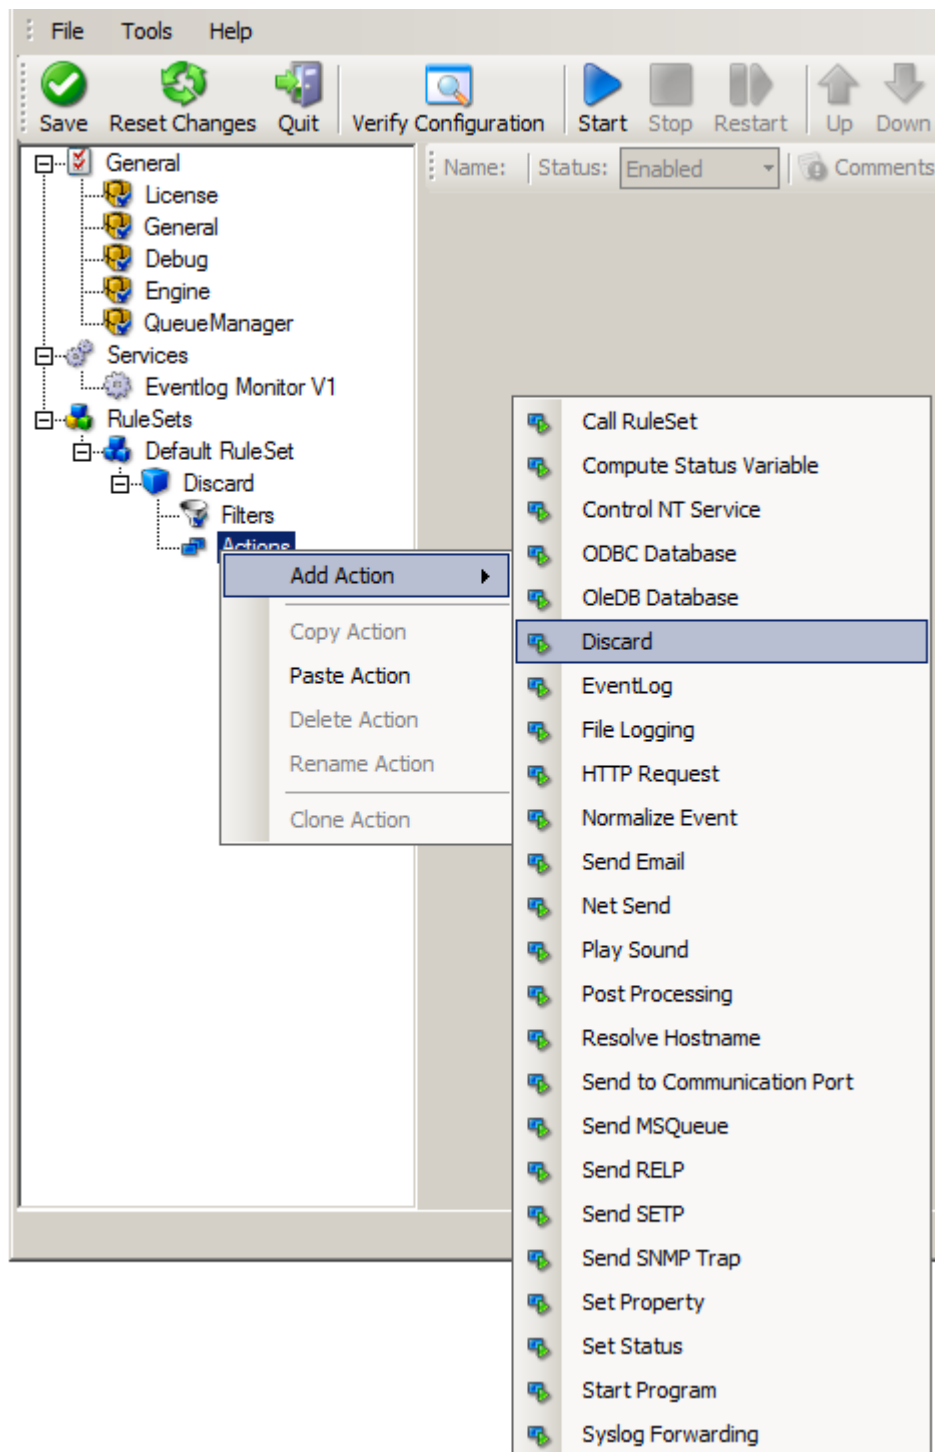 File Tools Help
Save Reset Changes Quit Verify Configuration Start Stop Restart Up Down
Name: Status: Enabled Comments
General
License
General
Debug
Engine
QueueManager
Services
Eventlog Monitor V1
RuleSets
Default RuleSet
Discard
Filters
Actions
Add Action
Copy Action
Paste Action
Delete Action
Rename Action
Clone Action
Call RuleSet
Compute Status Variable
Control NT Service
ODBC Database
OleDB Database
Discard
EventLog
File Logging
HTTP Request
Normalize Event
Send Email
Net Send
Play Sound
Post Processing
Resolve Hostname
Send to Communication Port
Send MSQueue
Send RELP
Send SETP
Send SNMP Trap
Set Property
Set Status
Start Program
Syslog Forwarding